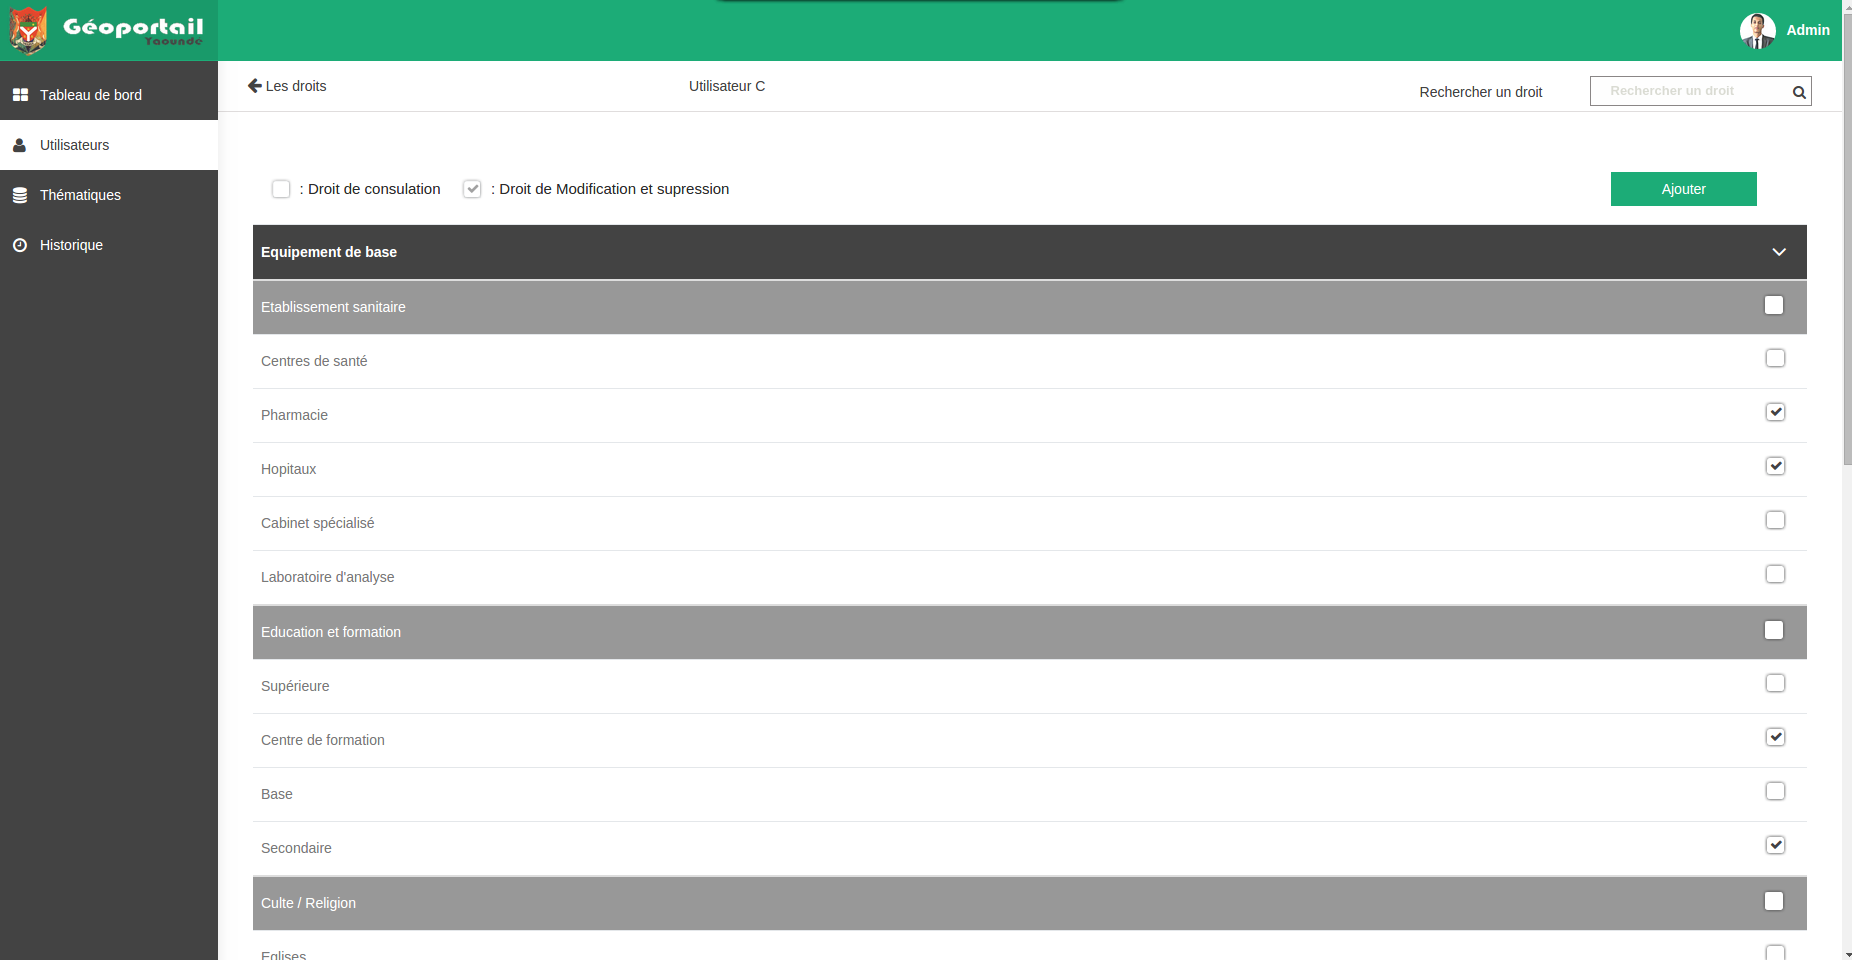 Géoportail
Yaounde
Admin
Tableau de bord
Utilisateurs
Thématiques
Historique
Les droits
Utilisateur C
Rechercher un droit
Rechercher un droit
: Droit de consulation
: Droit de Modification et supression
Ajouter
Equipement de base
Etablissement sanitaire
Centres de santé
Pharmacie
Hopitaux
Cabinet spécialisé
Laboratoire d'analyse
Education et formation
Supérieure
Centre de formation
Base
Secondaire
Culte / Religion
Eglises